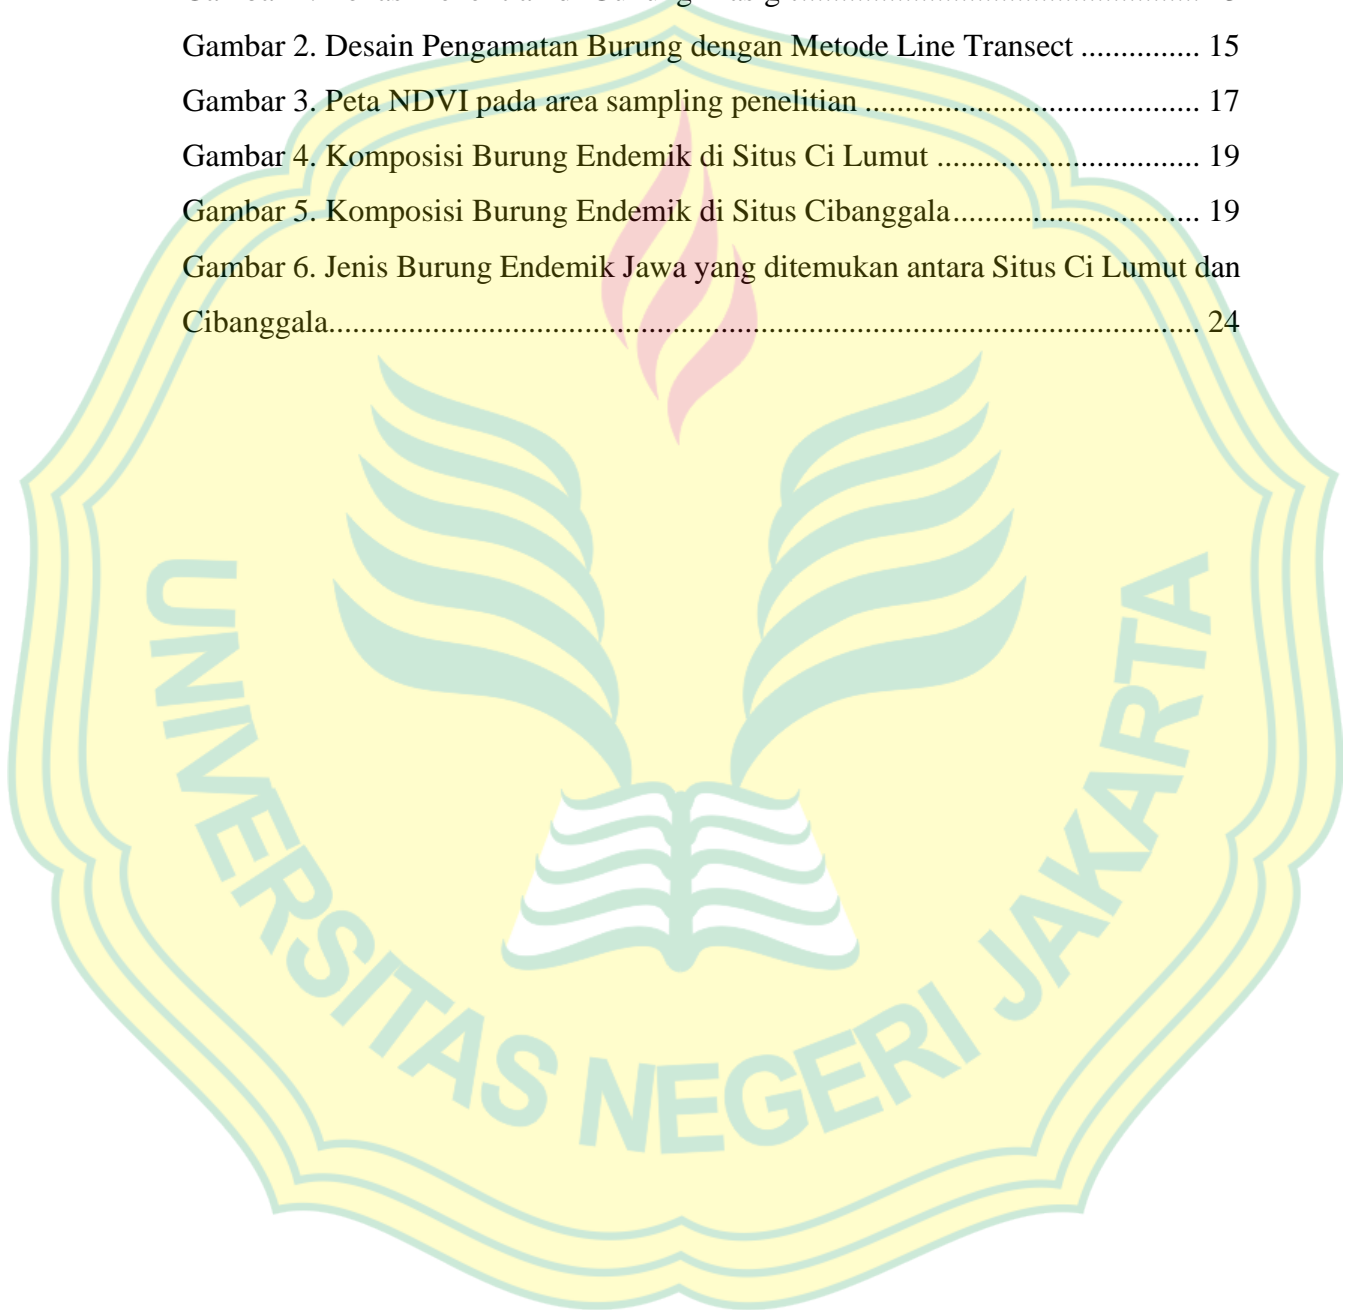 Gambar 2. Desain Pengamatan Burung dengan Metode Line Transect ............... 15
Gambar 3. Peta NDVI pada area sampling penelitian .......................................... 17
Gambar 4. Komposisi Burung Endemik di Situs Ci Lumut ................................. 19
Gambar 5. Komposisi Burung Endemik di Situs Cibanggala............................... 19
Gambar 6. Jenis Burung Endemik Jawa yang ditemukan antara Situs Ci Lumut dan
Cibanggala............................................................................................................. 24
UNIVERSITAS NEGERI JAKARTA